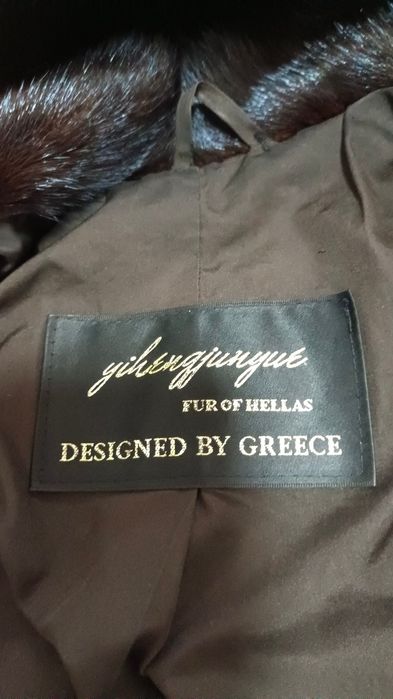 yihengjunyue
FUR OF HELLAS
DESIGNED BY GREECE